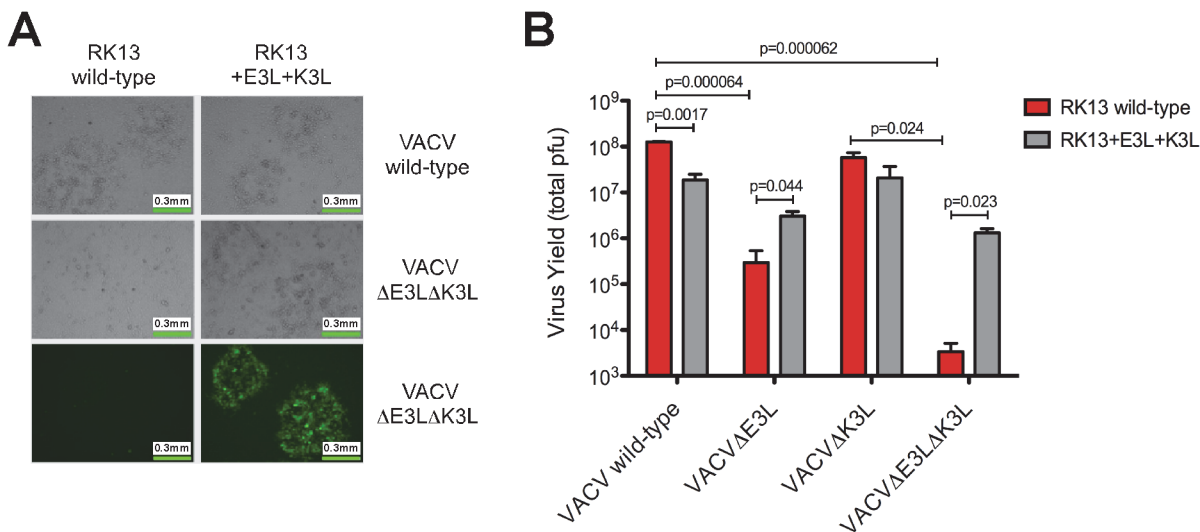 A
RK13
wild-type
RK13
+E3L+K3L
0.3mm
0.3mm
VACV
wild-type
0.3mm
0.3mm
VACV
ΔE3LΔK3L
0.3mm
0.3mm
VACV
ΔE3LΔK3L
B
p=0.000062
p=0.000064
p=0.0017
p=0.024
p=0.044
p=0.023
RK13 wild-type
RK13+E3L+K3L
Virus Yield (total pfu)
10⁹
10⁸
10⁷
10⁶
10⁵
10⁴
10³
VACV wild-type
VACVΔE3L
VACVΔK3L
VACVΔE3LΔK3L